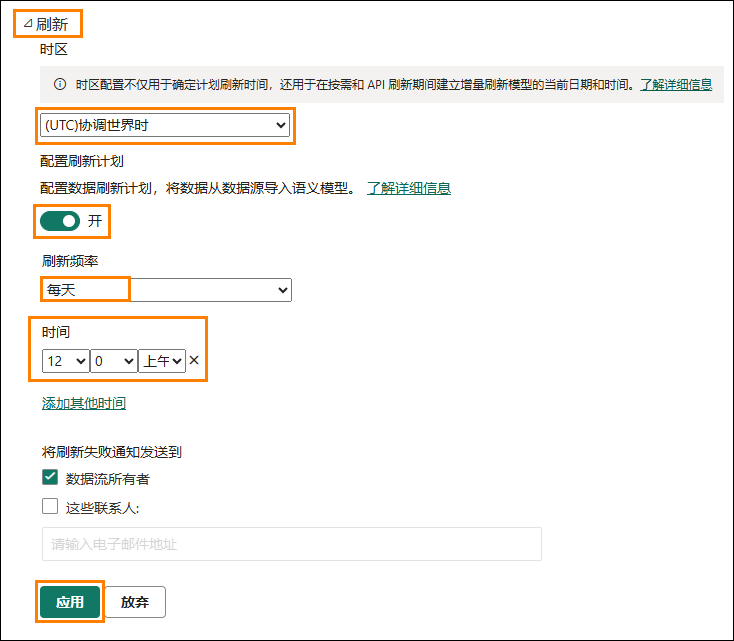 刷新
时区
时区配置不仅用于确定计划刷新时间，还用于在按需和 API 刷新期间建立增量刷新模型的当前日期和时间。了解详细信息
(UTC)协调世界时
配置刷新计划
配置数据刷新计划，将数据从数据源导入语义模型。 了解详细信息
开
刷新频率
每天
时间
12 0 上午
添加其他时间
将刷新失败通知发送到
数据流所有者
这些联系人:
请输入电子邮件地址
应用 放弃